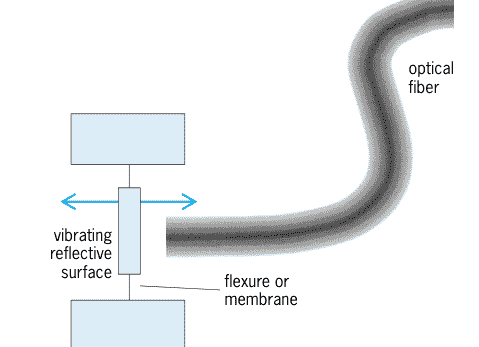 optical
fiber
vibrating
reflective
surface
flexure or
membrane